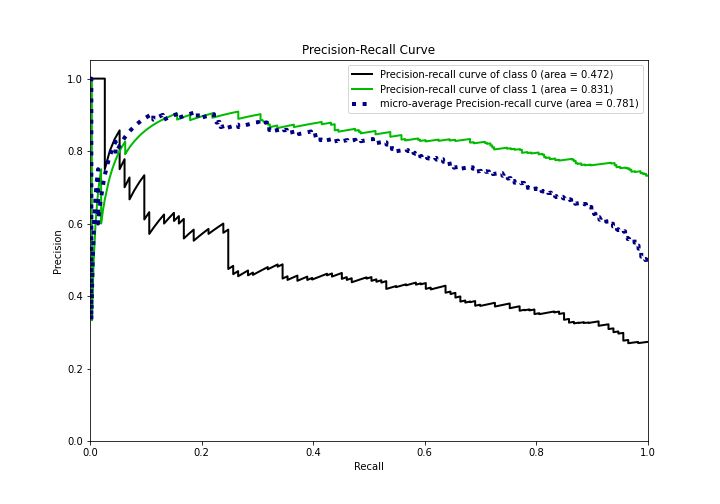 Precision-Recall Curve
Precision-recall curve of class 0 (area = 0.472)
Precision-recall curve of class 1 (area = 0.831)
micro-average Precision-recall curve (area = 0.781)
1.0
0.8
0.6
0.4
0.2
0.0
Precision
0.0 0.2 0.4 0.6 0.8 1.0
Recall